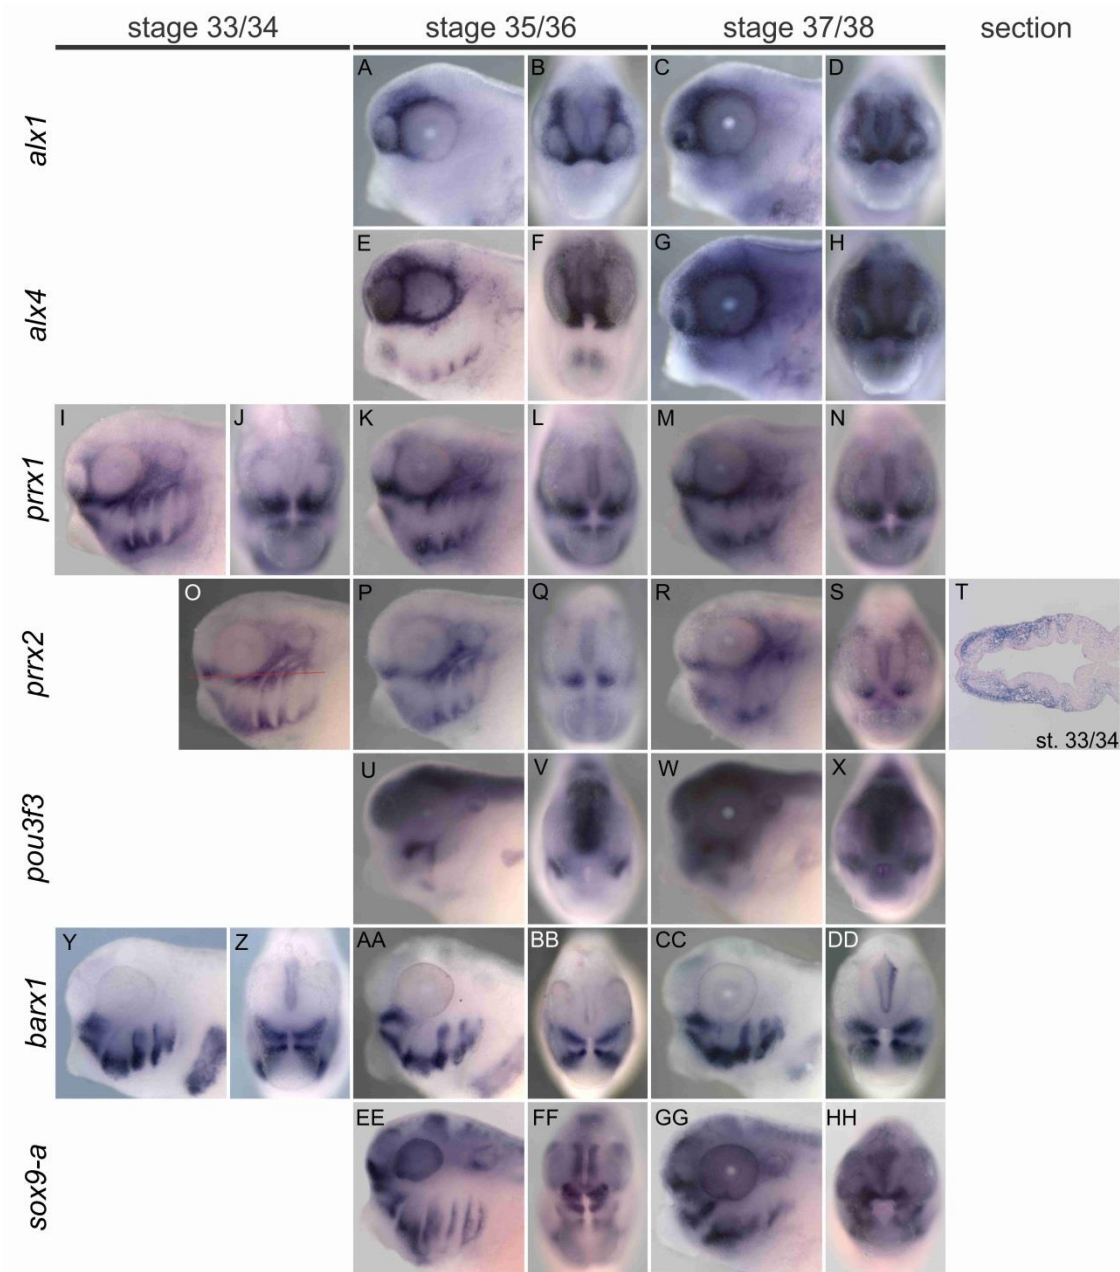 stage 33/34 stage 35/36 stage 37/38 section
alx1 A B C D
alx4 E F G H
prrx1 I J K L M N
prrx2 O P Q R S T
st. 33/34
pou3f3 U V W X
barx1 Y Z AA BB CC DD
sox9-a EE FF GG HH